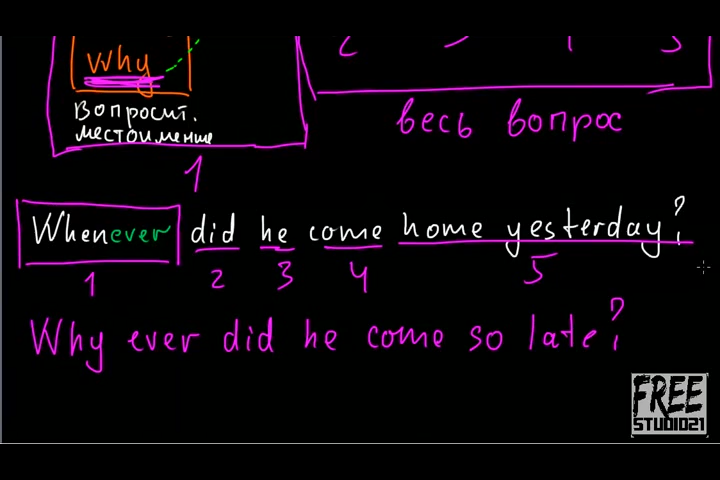 why
Вопросит.
местоимение
1
весь вопрос
Whenever did he come home yesterday?
1 2 3 4 5
Why ever did he come so late?
FREE
STUDIO21